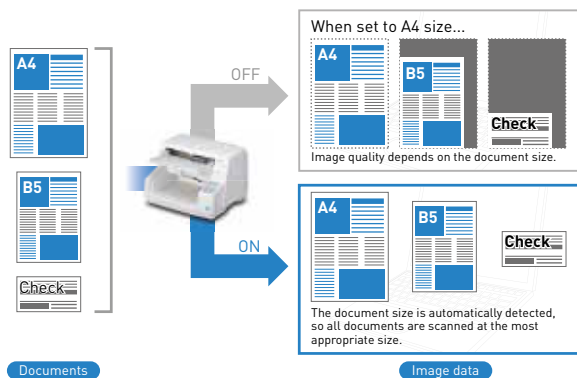 A4
B5
Check
Documents
OFF
ON
When set to A4 size...
A4
B5
Check
Image quality depends on the document size.
A4
B5
Check
The document size is automatically detected,
so all documents are scanned at the most
appropriate size.
Image data